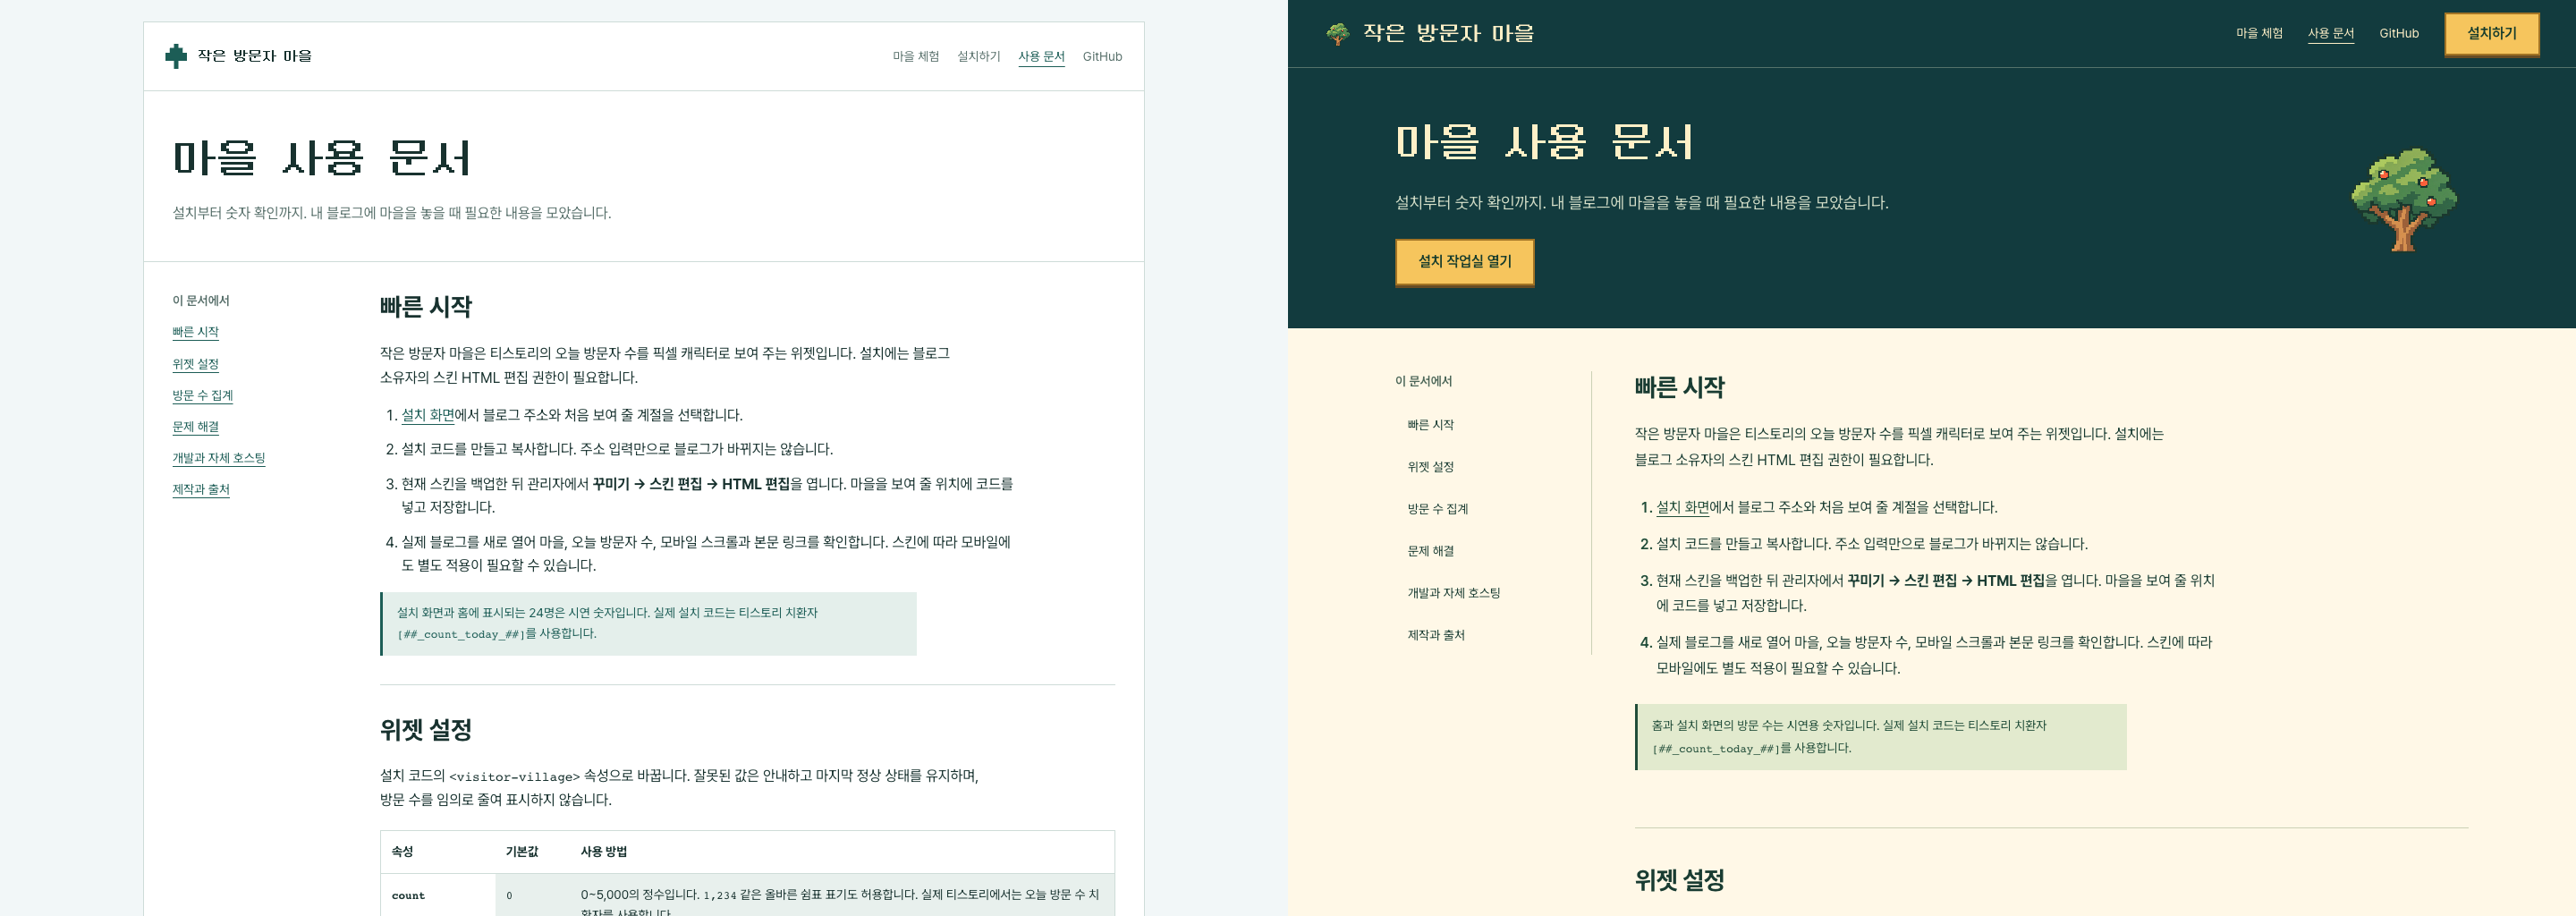 작은 방문자 마을
마을 체험 설치하기 사용 문서 GitHub
마을 사용 문서
설치부터 숫자 확인까지. 내 블로그에 마을을 놓을 때 필요한 내용을 모았습니다.
이 문서에서
빠른 시작
위젯 설정
방문 수 집계
문제 해결
개발과 자체 호스팅
제작과 출처
빠른 시작
작은 방문자 마을은 티스토리의 오늘 방문자 수를 픽셀 캐릭터로 보여 주는 위젯입니다. 설치에는 블로그
소유자의 스킨 HTML 편집 권한이 필요합니다.
1. 설치 화면에서 블로그 주소와 처음 보여 줄 계절을 선택합니다.
2. 설치 코드를 만들고 복사합니다. 주소 입력만으로 블로그가 바뀌지는 않습니다.
3. 현재 스킨을 백업한 뒤 관리자에서 꾸미기 → 스킨 편집 → HTML 편집을 엽니다. 마을을 보여 줄 위치에 코드를
넣고 저장합니다.
4. 실제 블로그를 새로 열어 마을, 오늘 방문자 수, 모바일 스크롤과 본문 링크를 확인합니다. 스킨에 따라 모바일에
도 별도 적용이 필요할 수 있습니다.
설치 화면과 홈에 표시되는 24명은 시연 숫자입니다. 실제 설치 코드는 티스토리 치환자
[##_count_today_##]를 사용합니다.
위젯 설정
설치 코드의 <visitor-village> 속성으로 바꿉니다. 잘못된 값은 안내하고 마지막 정상 상태를 유지하며,
방문 수를 임의로 줄여 표시하지 않습니다.
속성 기본값 사용 방법
count 0 0~5,000의 정수입니다. 1,234 같은 올바른 쉼표 표기도 허용합니다. 실제 티스토리에서는 오늘 방문 수 치
환자를 사용합니다.
작은 방문자 마을
마을 체험 사용 문서 GitHub 설치하기
마을 사용 문서
설치부터 숫자 확인까지. 내 블로그에 마을을 놓을 때 필요한 내용을 모았습니다.
설치 작업실 열기
이 문서에서
빠른 시작
위젯 설정
방문 수 집계
문제 해결
개발과 자체 호스팅
제작과 출처
빠른 시작
작은 방문자 마을은 티스토리의 오늘 방문자 수를 픽셀 캐릭터로 보여 주는 위젯입니다. 설치에는
블로그 소유자의 스킨 HTML 편집 권한이 필요합니다.
1. 설치 화면에서 블로그 주소와 처음 보여 줄 계절을 선택합니다.
2. 설치 코드를 만들고 복사합니다. 주소 입력만으로 블로그가 바뀌지는 않습니다.
3. 현재 스킨을 백업한 뒤 관리자에서 꾸미기 → 스킨 편집 → HTML 편집을 엽니다. 마을을 보여 줄 위치
에 코드를 넣고 저장합니다.
4. 실제 블로그를 새로 열어 마을, 오늘 방문자 수, 모바일 스크롤과 본문 링크를 확인합니다. 스킨에 따라
모바일에도 별도 적용이 필요할 수 있습니다.
홈과 설치 화면의 방문 수는 시연용 숫자입니다. 실제 설치 코드는 티스토리 치환자
[##_count_today_##]를 사용합니다.
위젯 설정